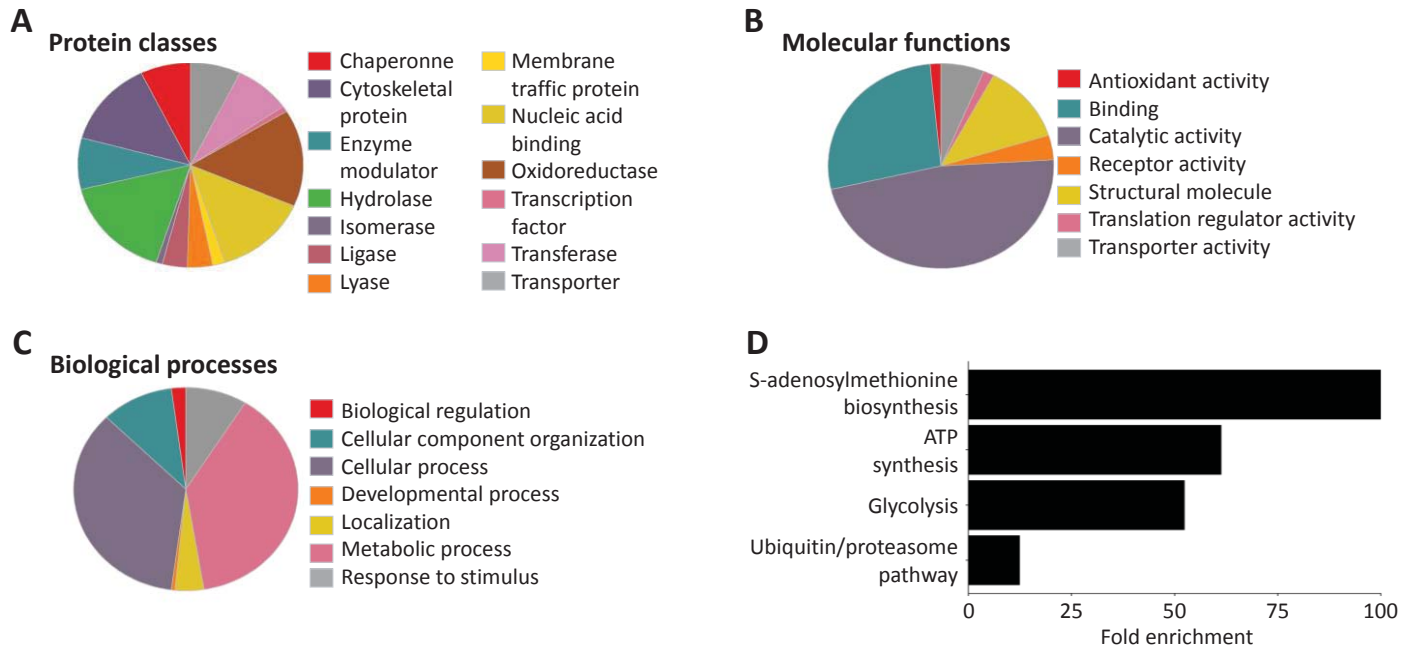 A
Protein classes
Chaperonne
Cytoskeletal
protein
Enzyme
modulator
Hydrolase
Isomerase
Ligase
Lyase
Membrane
traffic protein
Nucleic acid
binding
Oxidoreductase
Transcription
factor
Transferase
Transporter
B
Molecular functions
Antioxidant activity
Binding
Catalytic activity
Receptor activity
Structural molecule
Translation regulator activity
Transporter activity
C
Biological processes
Biological regulation
Cellular component organization
Cellular process
Developmental process
Localization
Metabolic process
Response to stimulus
D
S-adenosylmethionine
biosynthesis
ATP
synthesis
Glycolysis
Ubiquitin/proteasome
pathway
0 25 50 75 100
Fold enrichment